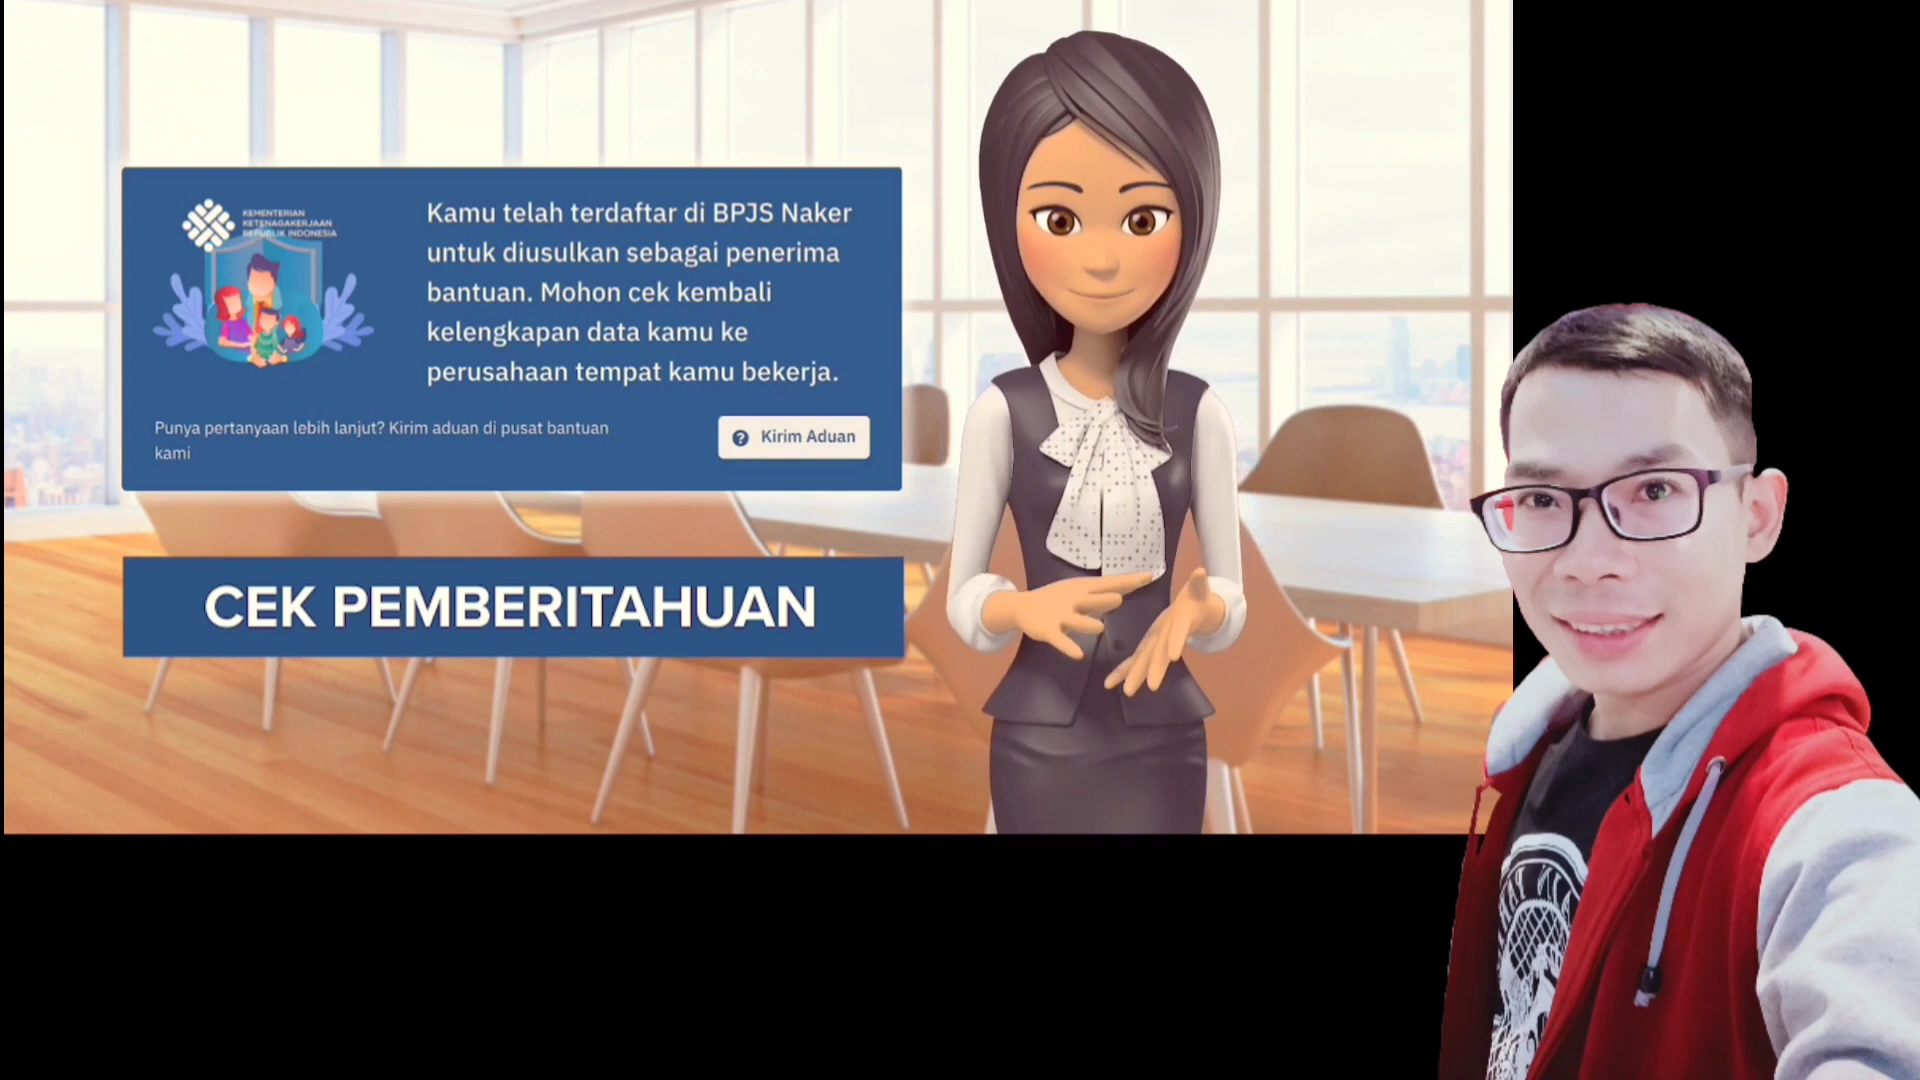 KEMENTERIAN
KETENAGAKERJAAN
REPUBLIK INDONESIA
Kamu telah terdaftar di BPJS Naker
untuk diusulkan sebagai penerima
bantuan. Mohon cek kembali
kelengkapan data kamu ke
perusahaan tempat kamu bekerja.
Punya pertanyaan lebih lanjut? Kirim aduan di pusat bantuan
kami
? Kirim Aduan
CEK PEMBERITAHUAN